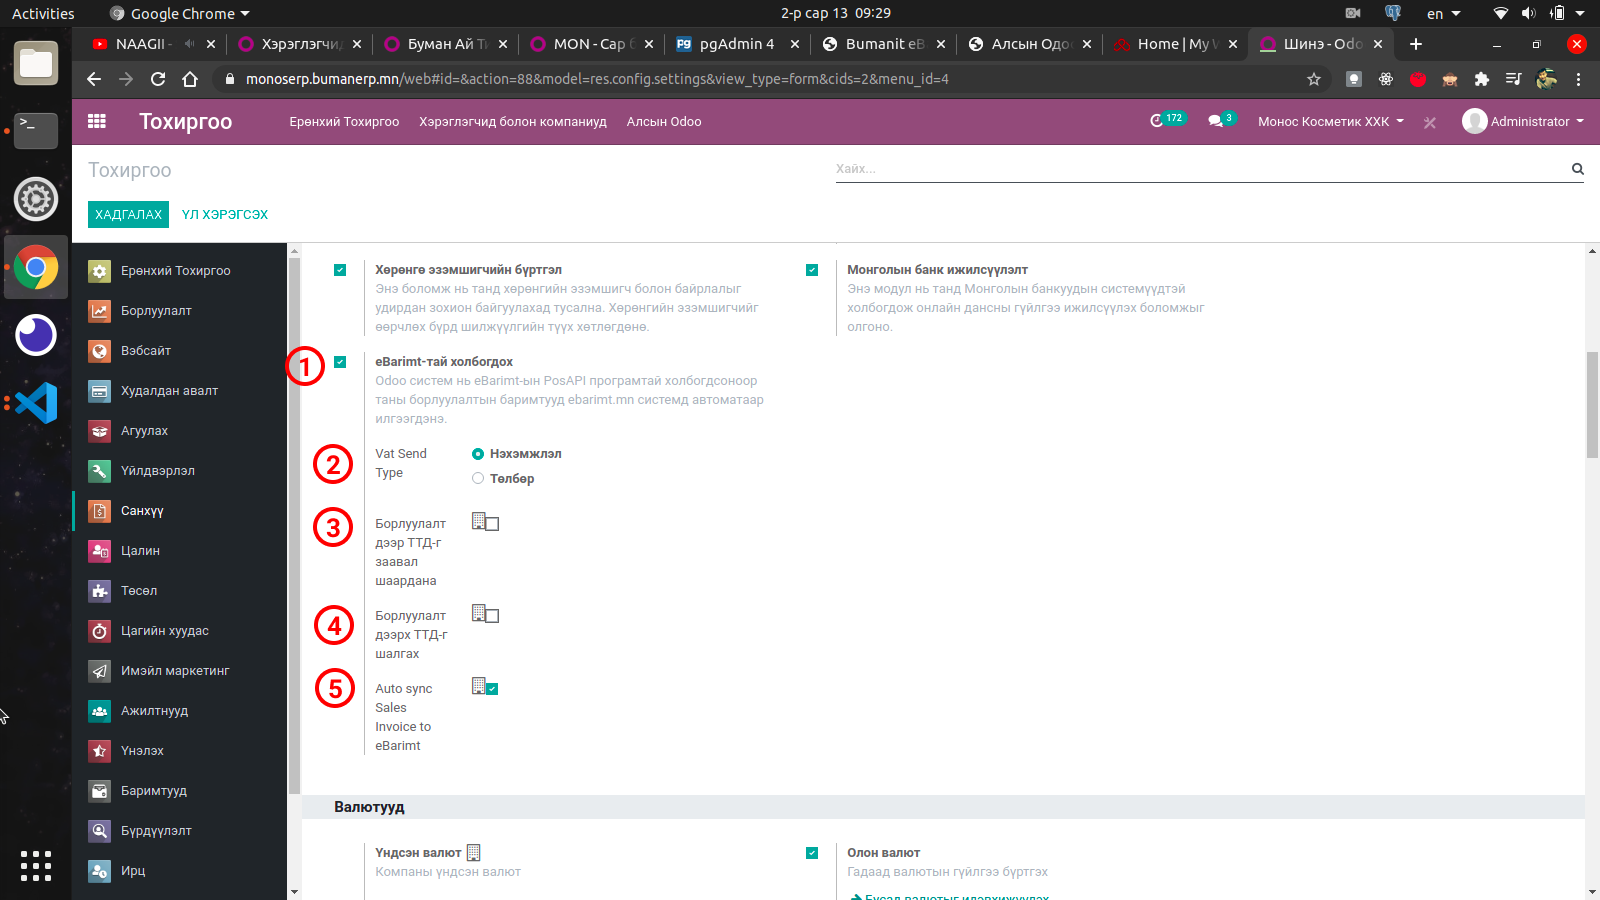 Activities
Google Chrome
2-р сар 13 09:29
en
NAAGII -
Хэрэглэгчид
Буман Ай Ти
MON - Сар б
pgAdmin 4
Bumanit eB
Алсын Одоо
Home | My W
Шинэ - Odo
monoserp.bumanerp.mn/web#id=&action=88&model=res.config.settings&view_type=form&cids=2&menu_id=4
Тохиргоо
Ерөнхий Тохиргоо
Хэрэглэгчид болон компаниуд
Алсын Odoo
172
3
Монос Косметик ХХК
Administrator
Тохиргоо
Хайх...
ХАДГАЛАХ
ҮЛ ХЭРЭГСЭХ
Ерөнхий Тохиргоо
Борлуулалт
Вэбсайт
Худалдан авалт
Агуулах
Үйлдвэрлэл
Санхүү
Цалин
Төсөл
Цагийн хуудас
Имэйл маркетинг
Ажилтнууд
Үнэлэх
Баримтууд
Бүрдүүлэлт
Ирц
Хөрөнгө эзэмшигчийн бүртгэл
Энэ боломж нь танд хөрөнгийн эзэмшигч болон байрлалыг
удирдан зохион байгуулахад тусална. Хөрөнгийн эзэмшигчийг
өөрчлөх бүрд шилжүүлгийн түүх хөтлөгдөнө.
Монголын банк ижилсүүлэлт
Энэ модул нь танд Монголын банкуудын системүүдтэй
холбогдож онлайн дансны гүйлгээ ижилсүүлэх боломжыг
олгоно.
1
eBarimt-тай холбогдох
Odoo систем нь eBarimt-ын PosAPI програмтай холбогдсоноор
таны борлуулалтын баримтууд ebarimt.mn системд автоматаар
илгээгдэнэ.
2
Vat Send
Type
Нэхэмжлэл
Төлбөр
3
Борлуулалт
дээр ТТД-г
заавал
шаардана
4
Борлуулалт
дээрх ТТД-г
шалгах
5
Auto sync
Sales
Invoice to
eBarimt
Валютууд
Үндсэн валют
Компаны үндсэн валют
Олон валют
Гадаад валютын гүйлгээ бүртгэх
Бусад валютыг идэвхижүүлэх